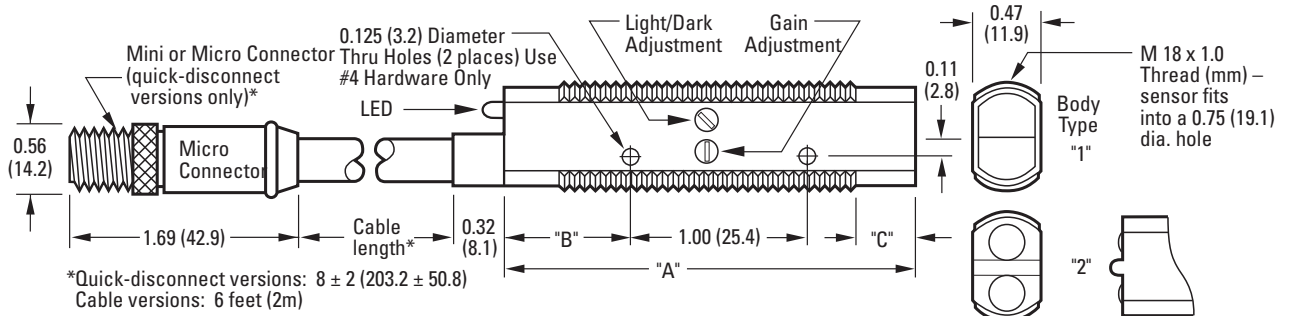 Mini or Micro Connector
(quick-disconnect
versions only)*
0.125 (3.2) Diameter
Thru Holes (2 places) Use
#4 Hardware Only
LED
Light/Dark
Adjustment
Gain
Adjustment
0.47
(11.9)
0.11
(2.8)
M 18 x 1.0
Thread (mm) –
sensor fits
into a 0.75 (19.1)
dia. hole
Body
Type
"1"
0.56
(14.2)
Micro
Connector
1.69 (42.9)
Cable
length*
0.32
(8.1)
"B"
1.00 (25.4)
"C"
"A"
"2"
*Quick-disconnect versions: 8 ± 2 (203.2 ± 50.8)
Cable versions: 6 feet (2m)